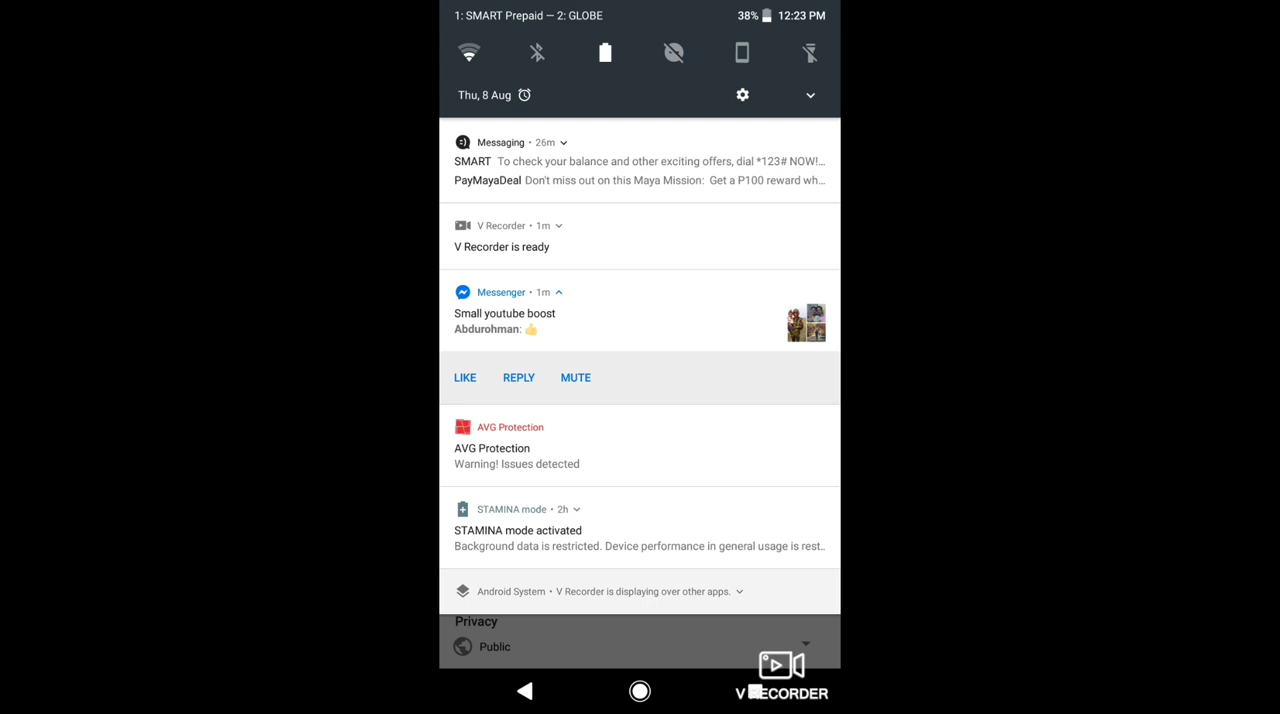 1: SMART Prepaid — 2: GLOBE 38% 12:23 PM
Thu, 8 Aug
Messaging • 26m
SMART To check your balance and other exciting offers, dial *123# NOW!...
PayMayaDeal Don't miss out on this Maya Mission: Get a P100 reward wh...
V Recorder • 1m
V Recorder is ready
Messenger • 1m
Small youtube boost
Abdurohman: 👍
LIKE REPLY MUTE
AVG Protection
AVG Protection
Warning! Issues detected
STAMINA mode • 2h
STAMINA mode activated
Background data is restricted. Device performance in general usage is rest..
Android System • V Recorder is displaying over other apps.
Privacy
Public
V RECORDER